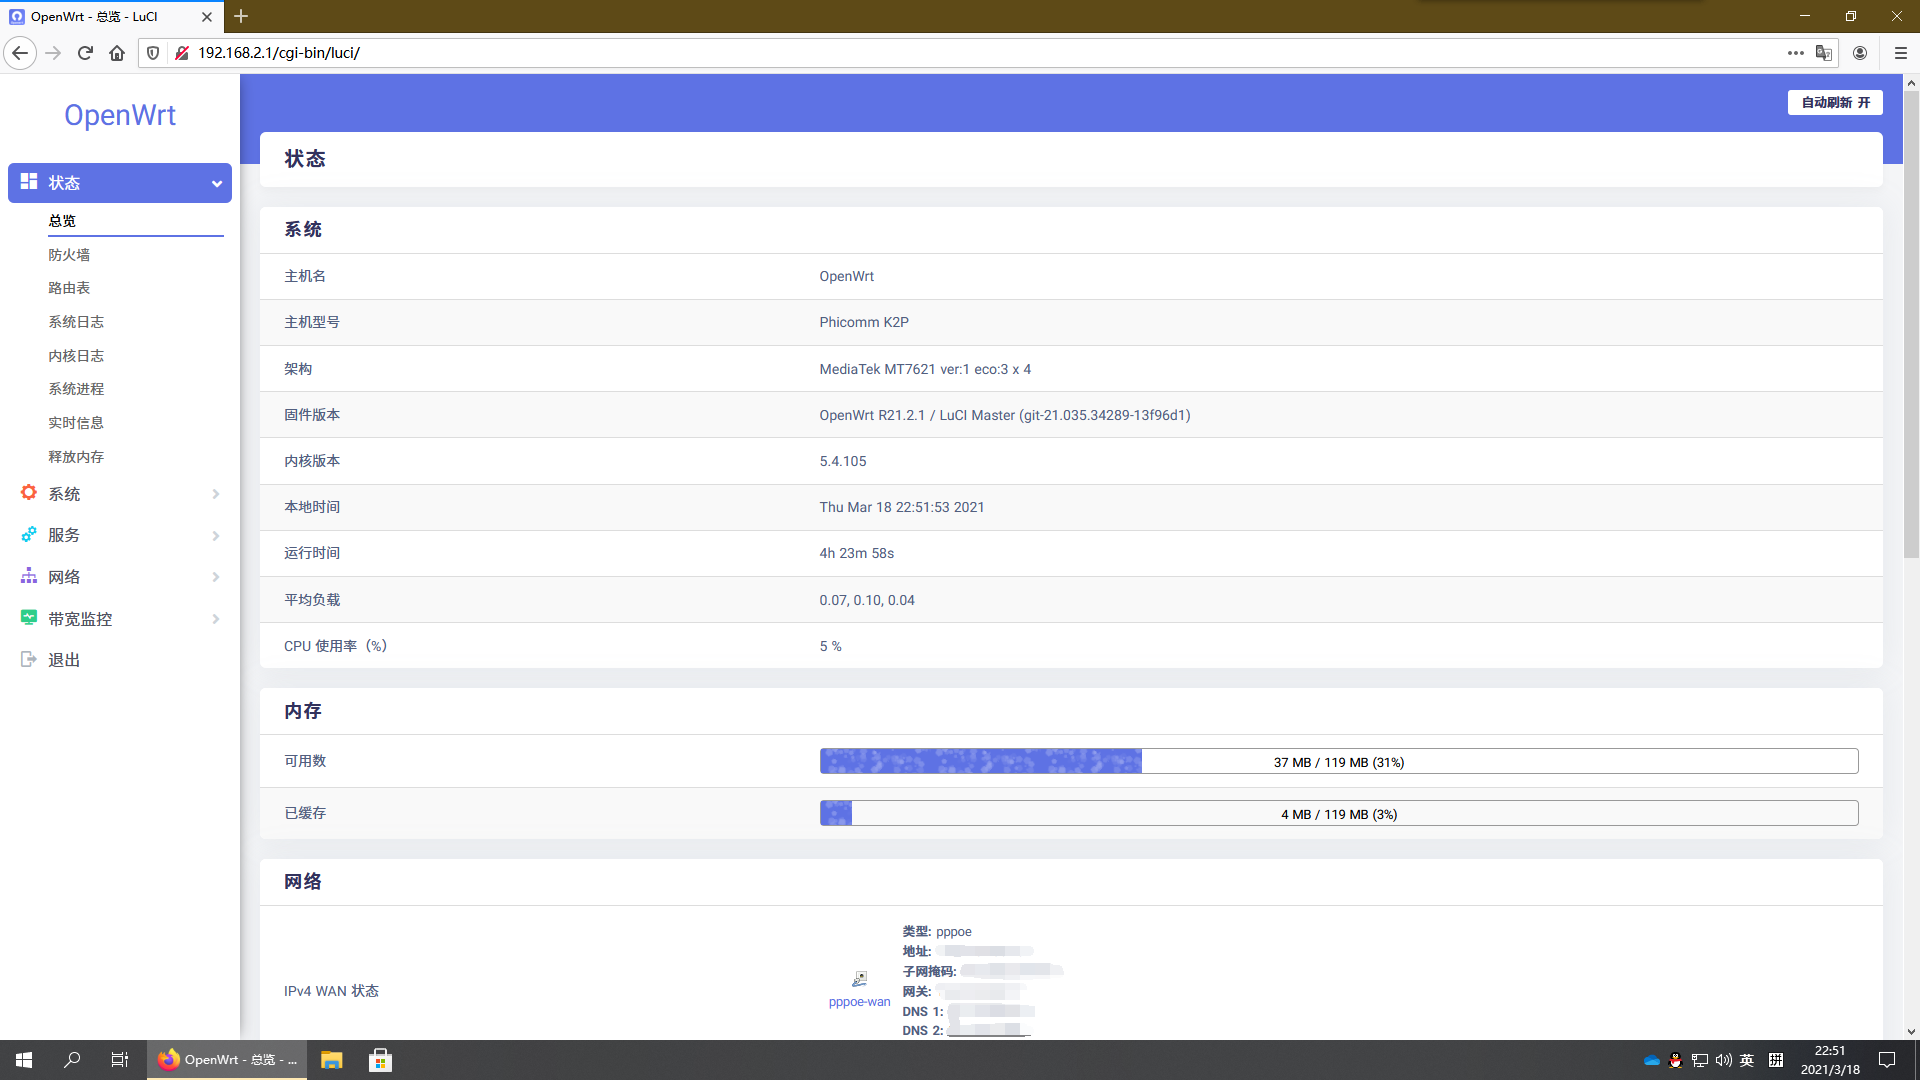 OpenWrt - 总览 - LuCI
192.168.2.1/cgi-bin/luci/
OpenWrt
自动刷新 开
状态
总览
防火墙
路由表
系统日志
内核日志
系统进程
实时信息
释放内存
系统
服务
网络
带宽监控
退出
状态
系统
主机名 OpenWrt
主机型号 Phicomm K2P
架构 MediaTek MT7621 ver:1 eco:3 x 4
固件版本 OpenWrt R21.2.1 / LuCI Master (git-21.035.34289-13f96d1)
内核版本 5.4.105
本地时间 Thu Mar 18 22:51:53 2021
运行时间 4h 23m 58s
平均负载 0.07, 0.10, 0.04
CPU 使用率（%） 5 %
内存
可用数 37 MB / 119 MB (31%)
已缓存 4 MB / 119 MB (3%)
网络
IPv4 WAN 状态
pppoe-wan
类型: pppoe
地址:
子网掩码:
网关:
DNS 1:
DNS 2:
OpenWrt - 总览 - ...
英
拼
22:51
2021/3/18